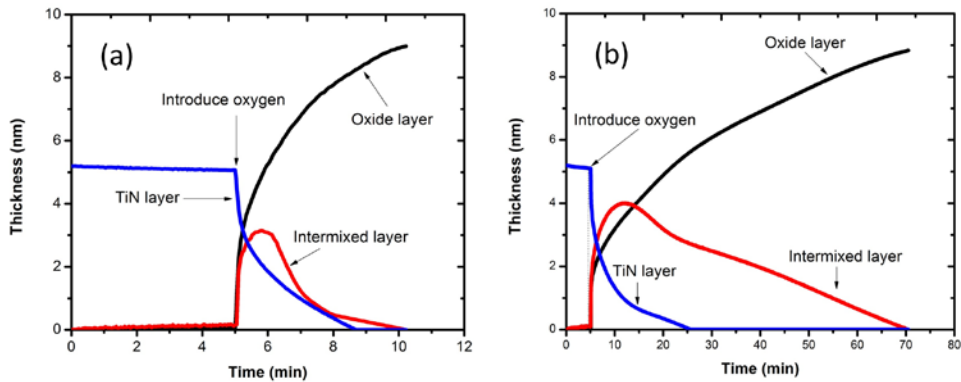 (a)
Thickness (nm)
10
8
6
4
2
0
Introduce oxygen
Oxide layer
TiN layer
Intermixed layer
0 2 4 6 8 10 12
Time (min)
(b)
Thickness (nm)
10
8
6
4
2
0
Oxide layer
Introduce oxygen
Intermixed layer
TiN layer
0 10 20 30 40 50 60 70 80
Time (min)